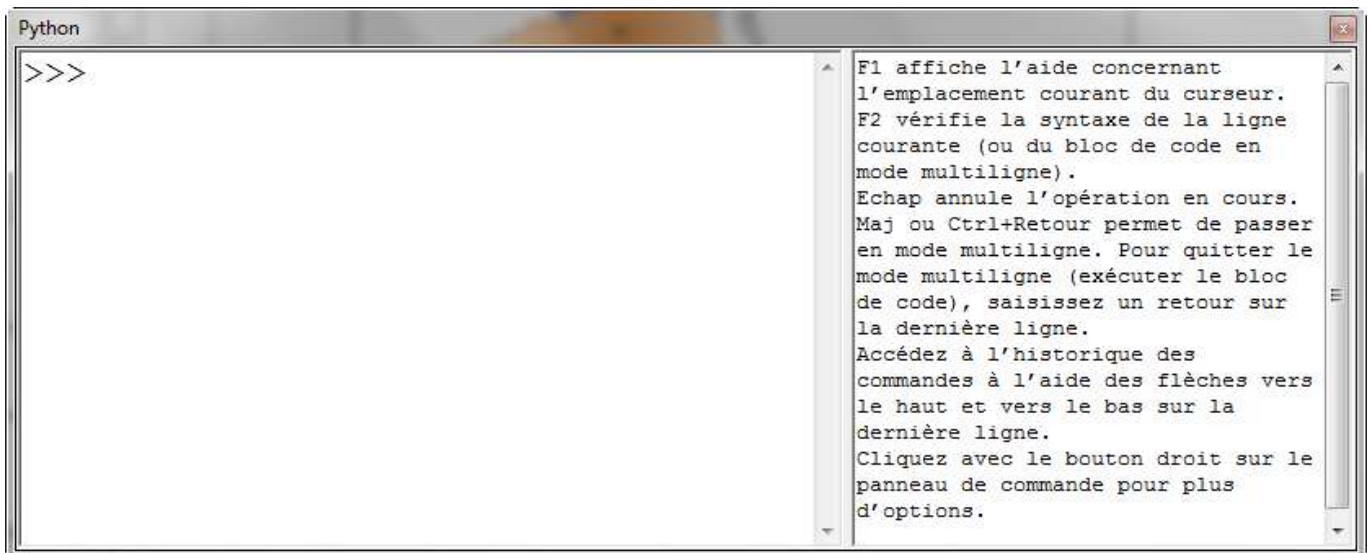 Python
>>>
F1 affiche l'aide concernant
l'emplacement courant du curseur.
F2 vérifie la syntaxe de la ligne
courante (ou du bloc de code en
mode multiligne).
Echap annule l'opération en cours.
Maj ou Ctrl+Retour permet de passer
en mode multiligne. Pour quitter le
mode multiligne (exécuter le bloc
de code), saisissez un retour sur
la dernière ligne.
Accédez à l'historique des
commandes à l'aide des flèches vers
le haut et vers le bas sur la
dernière ligne.
Cliquez avec le bouton droit sur le
panneau de commande pour plus
d'options.